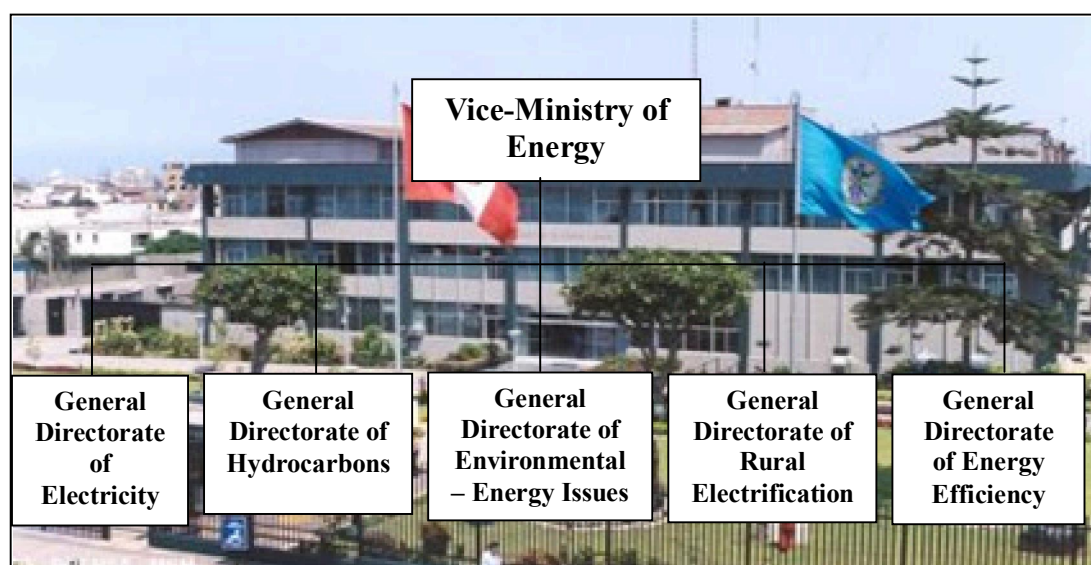 Vice-Ministry of
Energy
General
Directorate
of
Electricity
General
Directorate of
Hydrocarbons
General
Directorate of
Environmental
– Energy Issues
General
Directorate of
Rural
Electrification
General
Directorate
of Energy
Efficiency